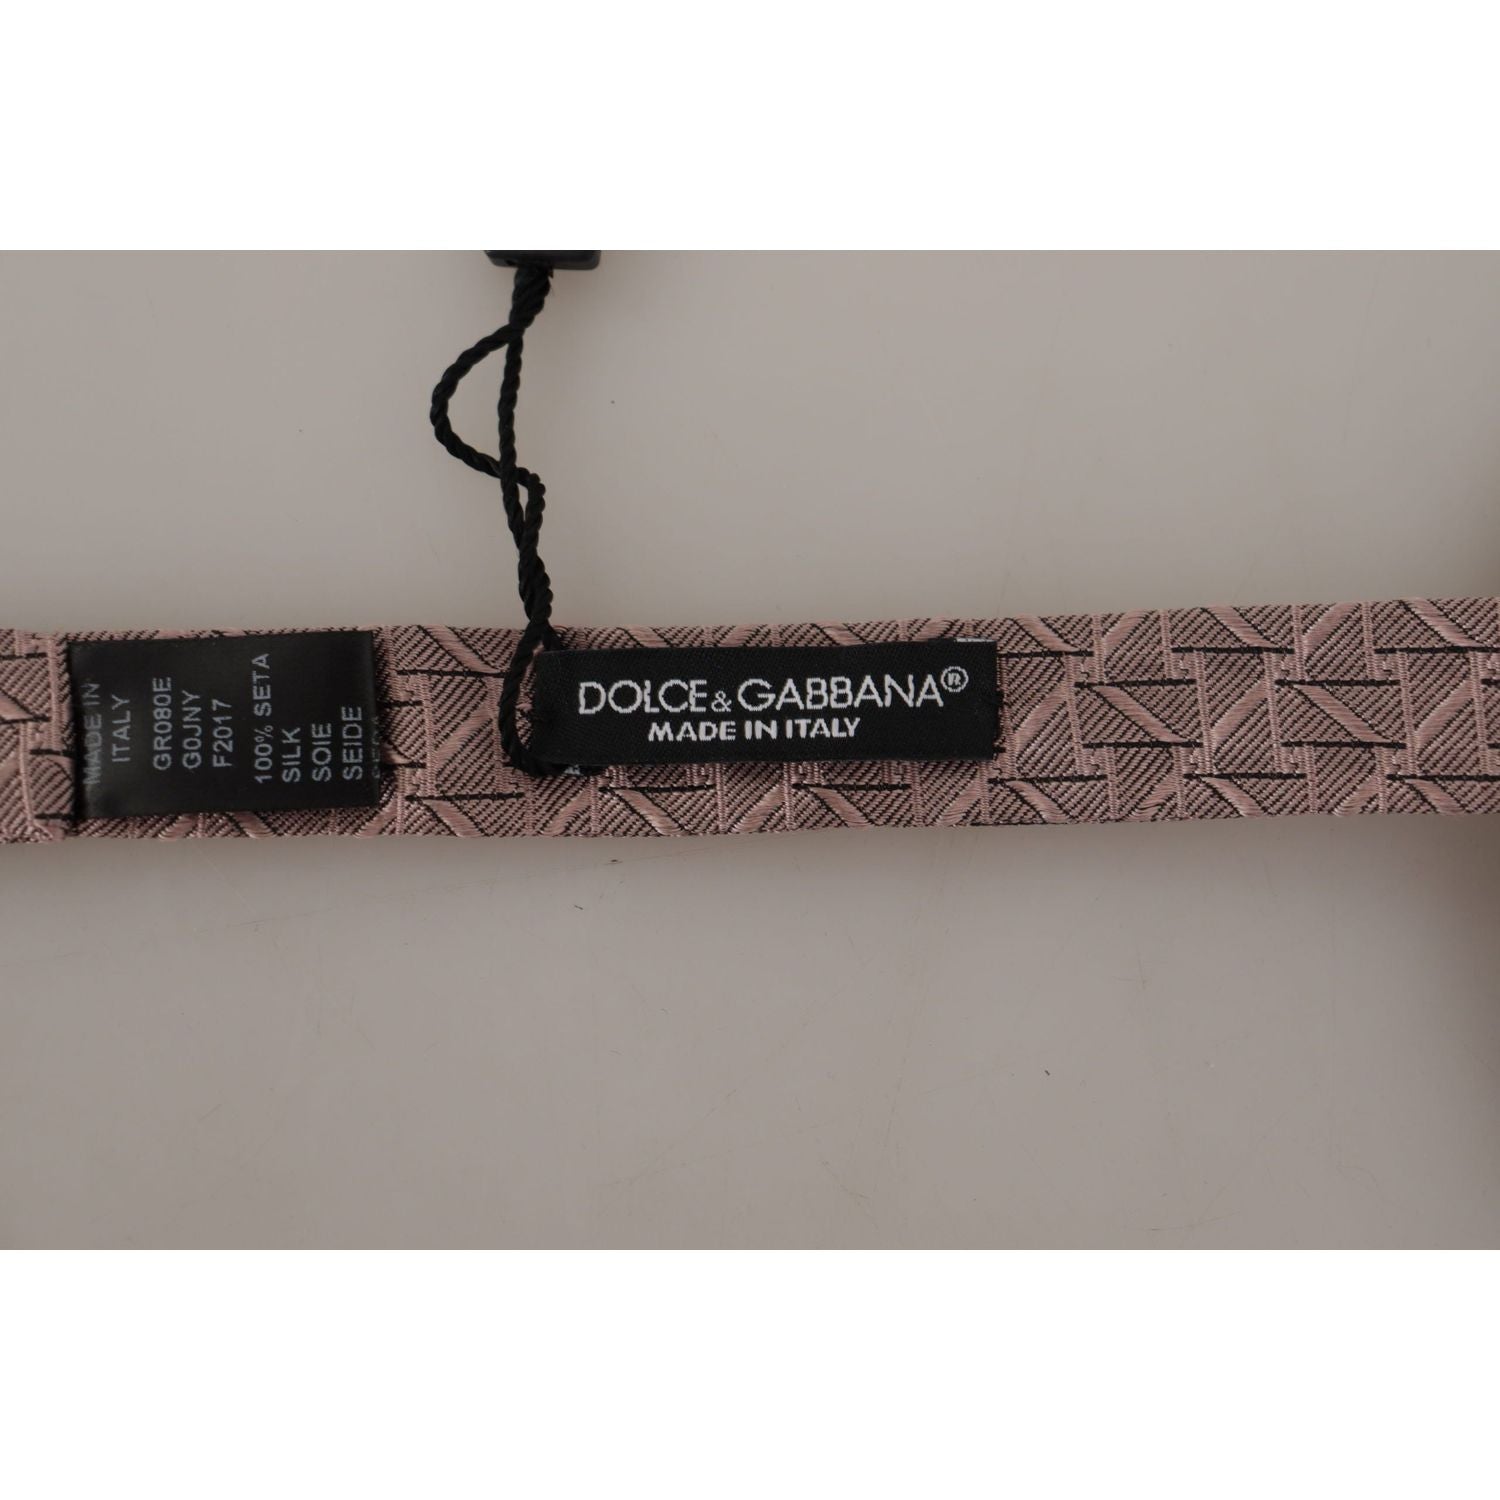 MADE IN
ITALY
GR080E
G0JNY
F2017
100% SETA
SILK
SOIE
SEIDE
DOLCE&GABBANA®
MADE IN ITALY